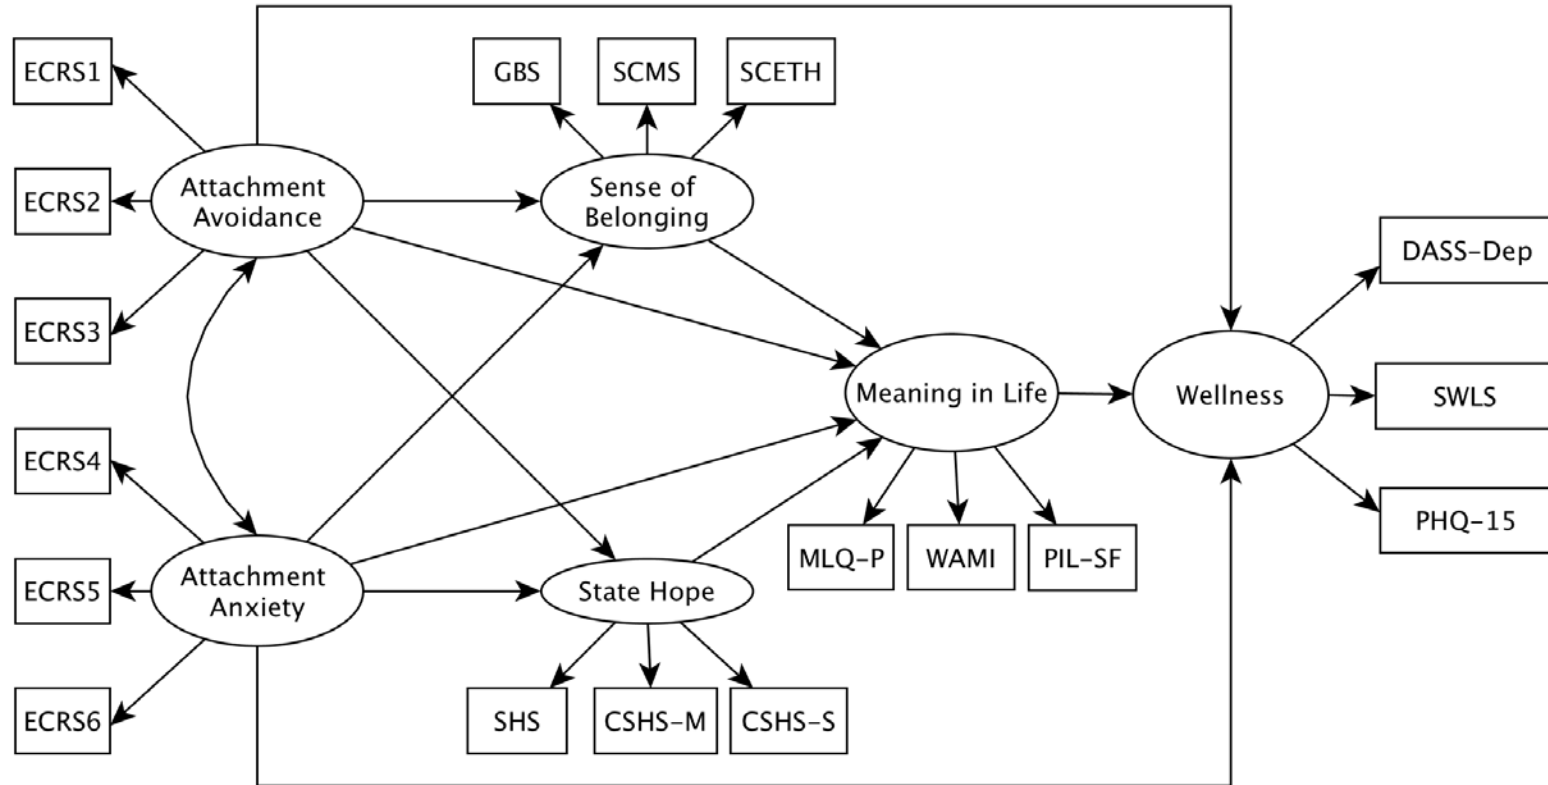 ECRS1
GBS
SCMS
SCETH
ECRS2
Attachment
Avoidance
Sense of
Belonging
DASS-Dep
ECRS3
Meaning in Life
Wellness
SWLS
ECRS4
PHQ-15
MLQ-P
WAMI
PIL-SF
ECRS5
Attachment
Anxiety
State Hope
ECRS6
SHS
CSHS-M
CSHS-S